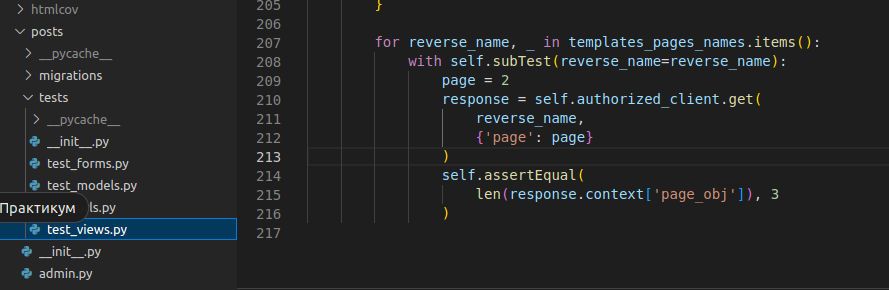 htmlcov
posts
__pycache__
migrations
tests
__pycache__
__init__.py
test_forms.py
test_models.py
Практикум
ls.py
test_views.py
__init__.py
admin.py
205 }
206
207 for reverse_name, _ in templates_pages_names.items():
208 with self.subTest(reverse_name=reverse_name):
209 page = 2
210 response = self.authorized_client.get(
211 reverse_name,
212 {'page': page}
213 )
214 self.assertEqual(
215 len(response.context['page_obj']), 3
216 )
217